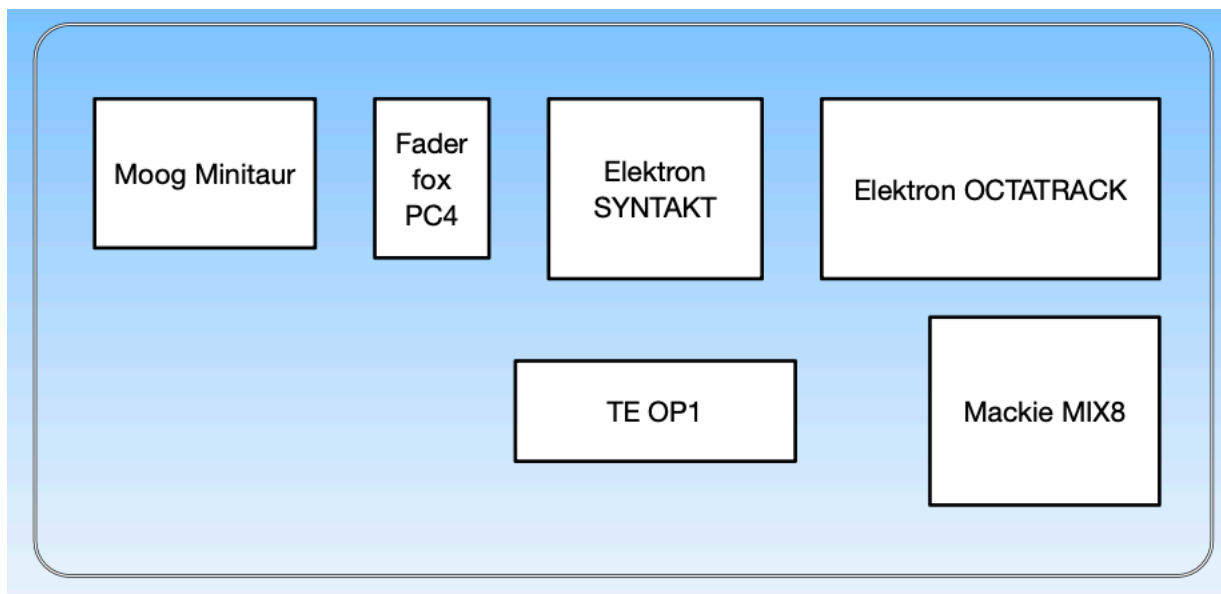 Moog Minitaur
Fader
fox
PC4
Elektron
SYNTAKT
Elektron OCTATRACK
TE OP1
Mackie MIX8